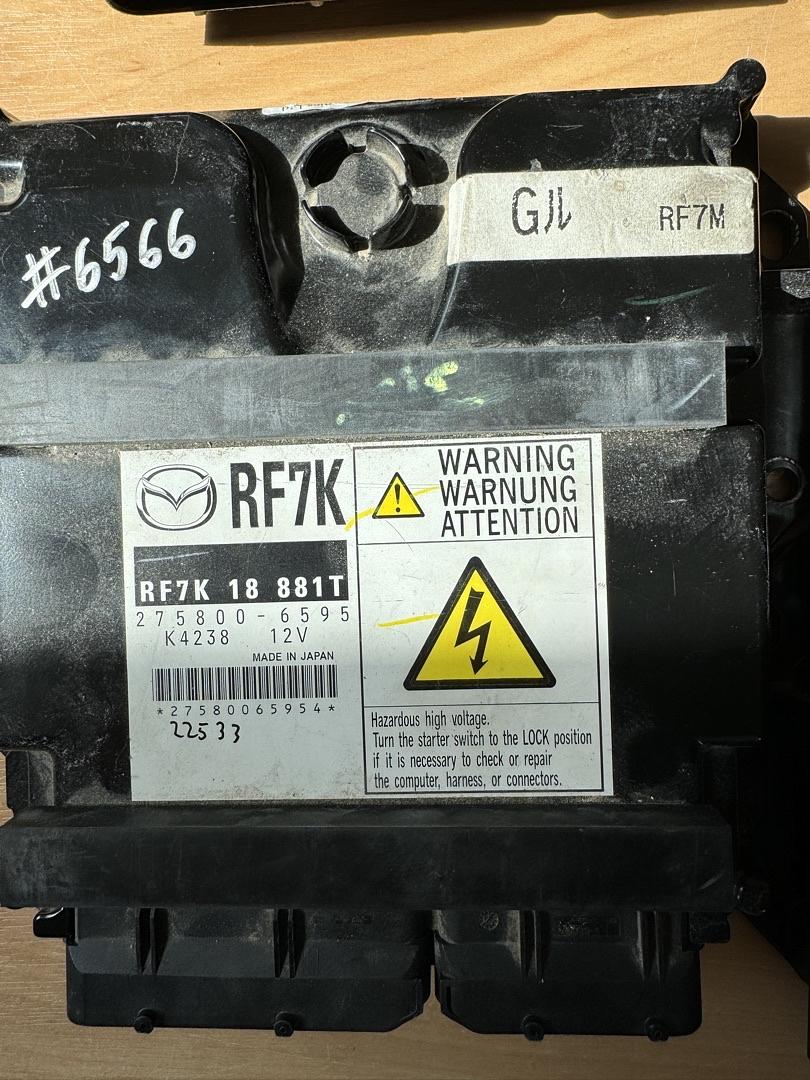 Gル RF7M
#6566
RF7K
WARNING
WARNUNG
ATTENTION
RF7K 18 881T
275800-6595
K4238 12V
MADE IN JAPAN
*27580065954*
22533
Hazardous high voltage.
Turn the starter switch to the LOCK position
if it is necessary to check or repair
the computer, harness, or connectors.